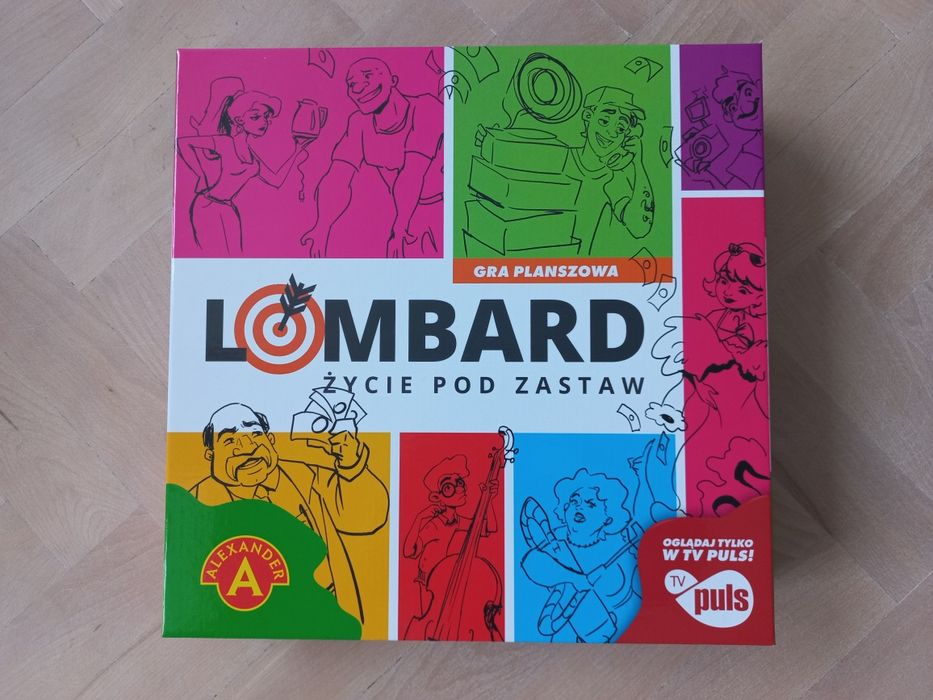 GRA PLANSZOWA
LOMBARD
ŻYCIE POD ZASTAW
ALEXANDER
A
OGLĄDAJ TYLKO
W TV PULS!
TV
puls